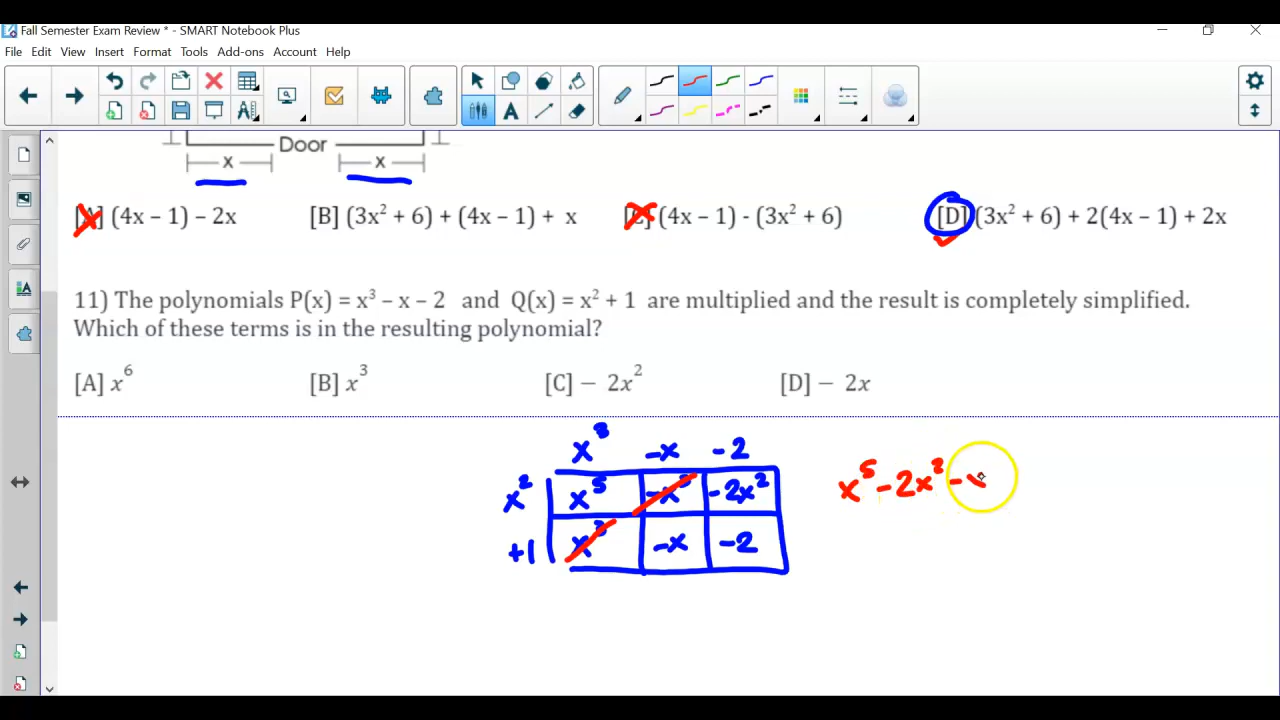 Fall Semester Exam Review * - SMART Notebook Plus
File Edit View Insert Format Tools Add-ons Account Help
Door
x x
[A] (4x – 1) – 2x [B] (3x² + 6) + (4x – 1) + x [C] (4x – 1) - (3x² + 6) [D] (3x² + 6) + 2(4x – 1) + 2x
11) The polynomials P(x) = x³ – x – 2 and Q(x) = x² + 1 are multiplied and the result is completely simplified.
Which of these terms is in the resulting polynomial?
[A] x⁶ [B] x³ [C] – 2x² [D] – 2x
x³ -x -2
x² x⁵ -x³ -2x² x⁵ -2x² -x
+1 x³ -x -2